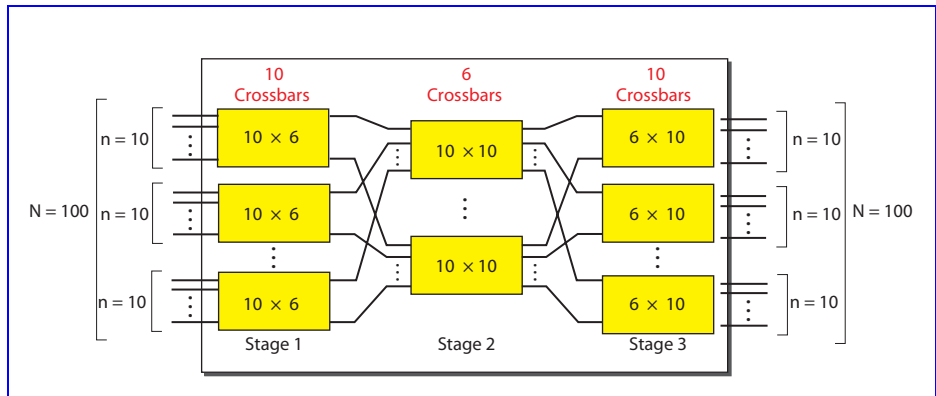 10
Crossbars
6
Crossbars
10
Crossbars
n = 10
10 × 6
10 × 10
6 × 10
n = 10
N = 100
n = 10
10 × 6
6 × 10
n = 10
N = 100
10 × 10
n = 10
10 × 6
6 × 10
n = 10
Stage 1
Stage 2
Stage 3